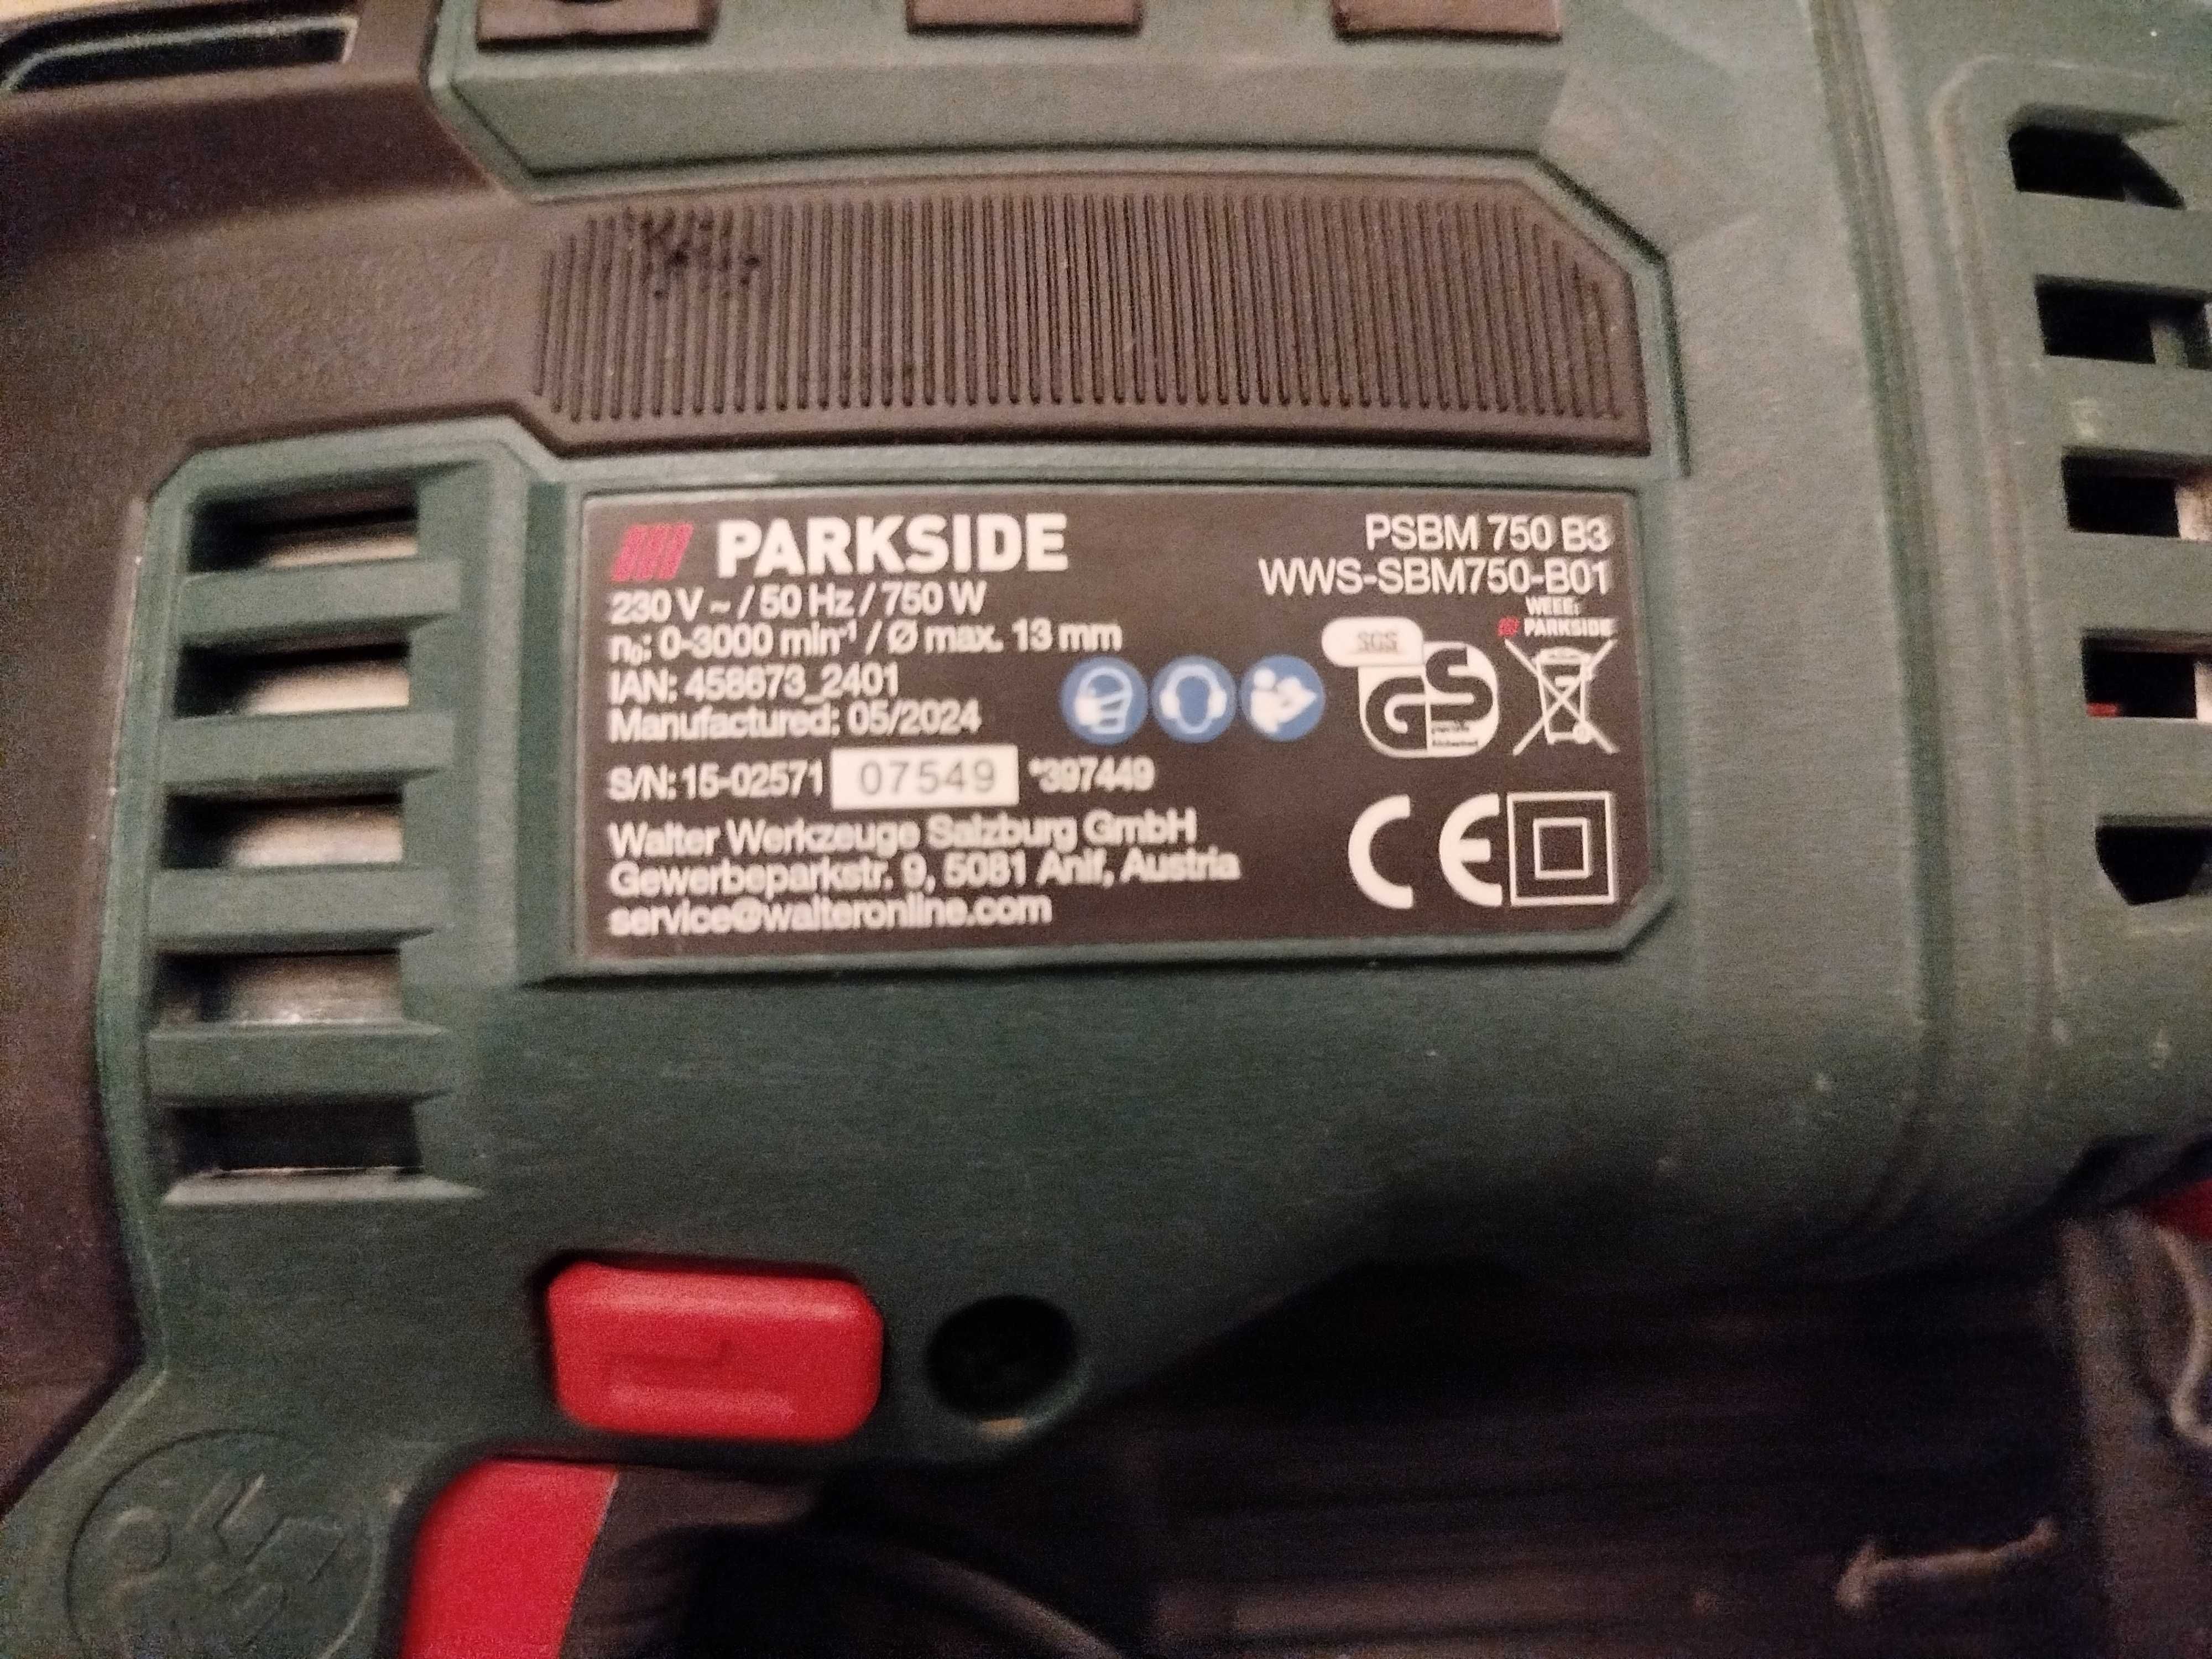 PARKSIDE
PSBM 750 B3
WWS-SBM750-B01
230 V ~ / 50 Hz / 750 W
n₀: 0-3000 min⁻¹ / Ø max. 13 mm
IAN: 458673_2401
Manufactured: 05/2024
WEEE:
PARKSIDE
SGS
GS
S/N: 15-02571 07549 *397449
Walter Werkzeuge Salzburg GmbH
Gewerbeparkstr. 9, 5081 Anif, Austria
service@walteronline.com
CE